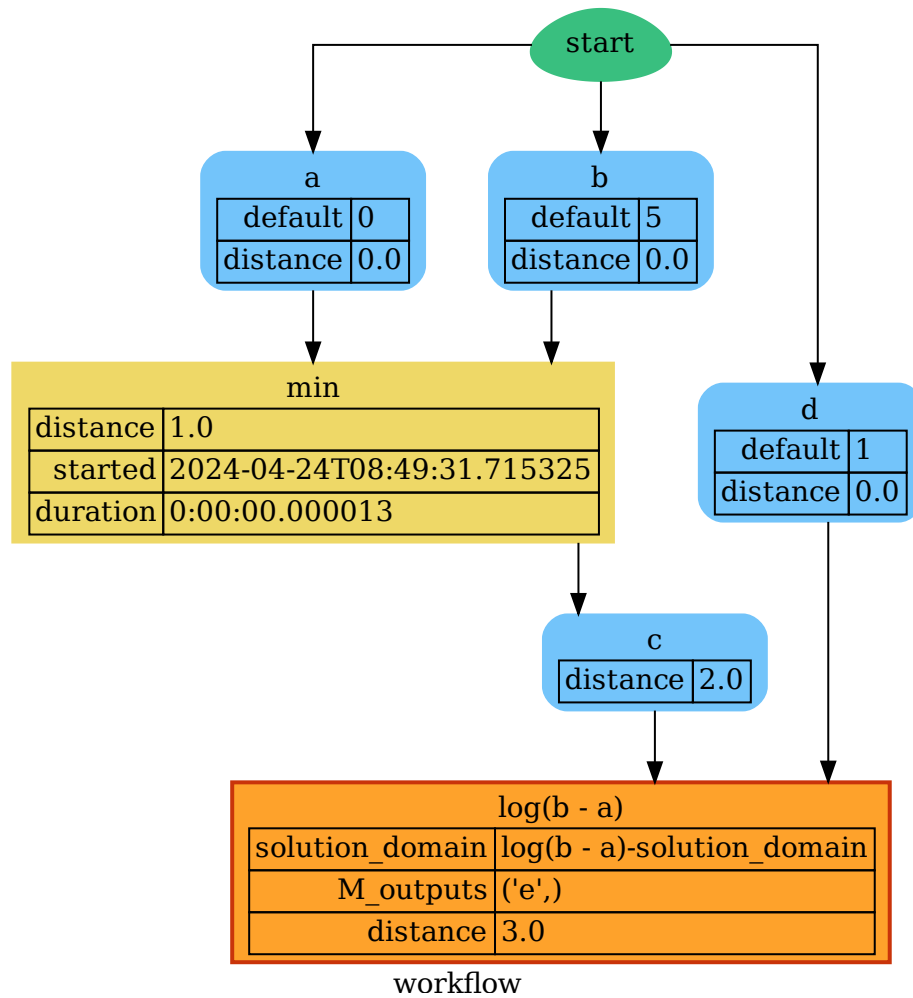 start
a
default 0
distance 0.0
b
default 5
distance 0.0
min
distance 1.0
started 2024-04-24T08:49:31.715325
duration 0:00:00.000013
d
default 1
distance 0.0
c
distance 2.0
log(b - a)
solution_domain log(b - a)-solution_domain
M_outputs ('e',)
distance 3.0
workflow